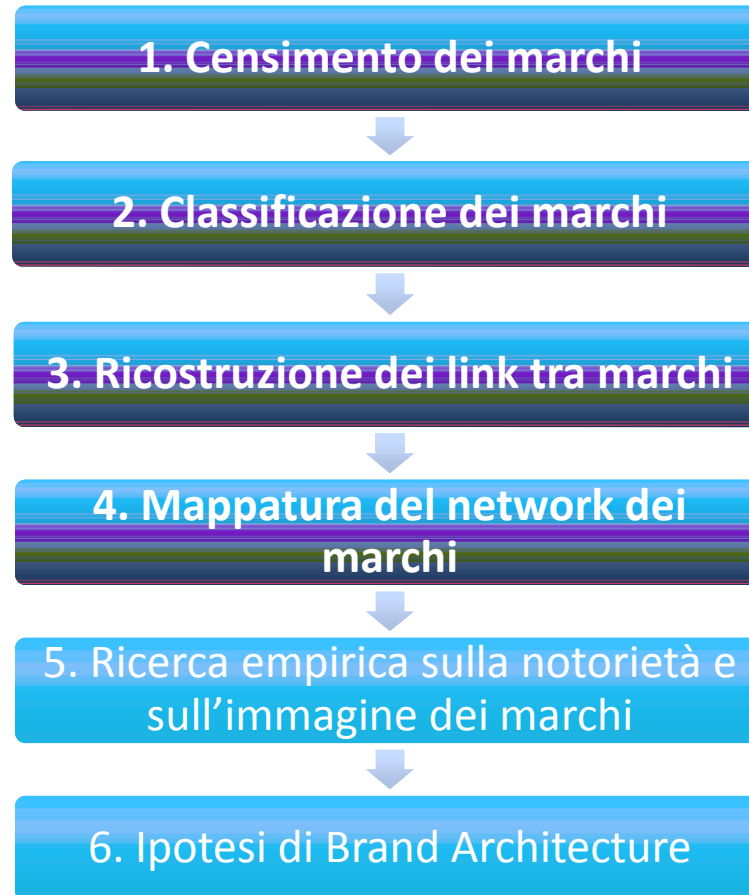 1. Censimento dei marchi
2. Classificazione dei marchi
3. Ricostruzione dei link tra marchi
4. Mappatura del network dei
marchi
5. Ricerca empirica sulla notorietà e
sull’immagine dei marchi
6. Ipotesi di Brand Architecture